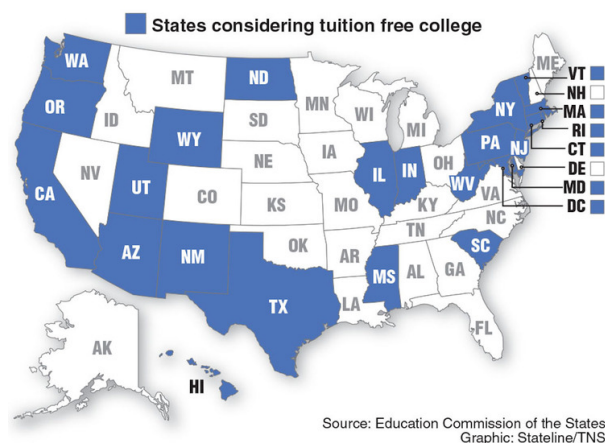 States considering tuition free college
WA
MT
ND
MN
ME
VT
NH
MA
RI
CT
NJ
DE
MD
DC
OR
ID
WY
SD
WI
MI
NY
PA
NV
UT
CO
NE
IA
IL
IN
OH
WV
VA
CA
KS
MO
KY
NC
TN
AZ
NM
OK
AR
SC
MS
AL
GA
TX
LA
FL
AK
HI
Source: Education Commission of the States
Graphic: Stateline/TNS